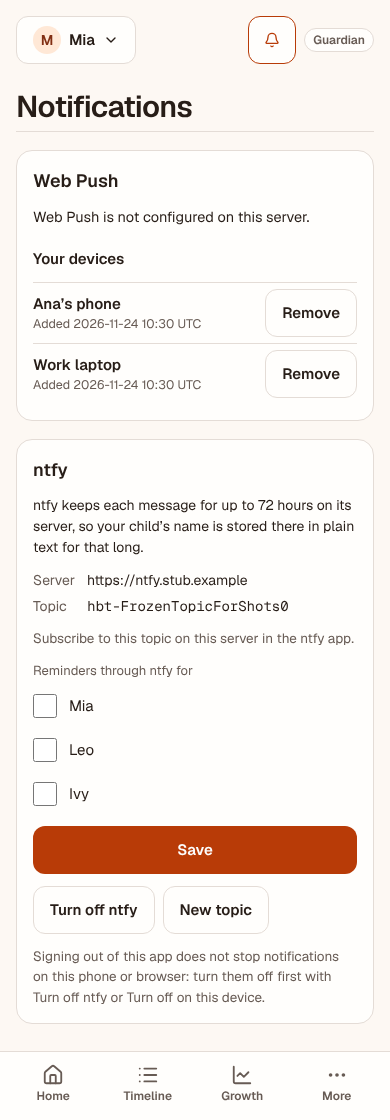 M Mia
Guardian
Notifications
Web Push
Web Push is not configured on this server.
Your devices
Ana's phone
Added 2026-11-24 10:30 UTC
Remove
Work laptop
Added 2026-11-24 10:30 UTC
Remove
ntfy
ntfy keeps each message for up to 72 hours on its
server, so your child's name is stored there in plain
text for that long.
Server https://ntfy.stub.example
Topic hbt-FrozenTopicForShots0
Subscribe to this topic on this server in the ntfy app.
Reminders through ntfy for
Mia
Leo
Ivy
Save
Turn off ntfy New topic
Signing out of this app does not stop notifications
on this phone or browser: turn them off first with
Turn off ntfy or Turn off on this device.
Home Timeline Growth More